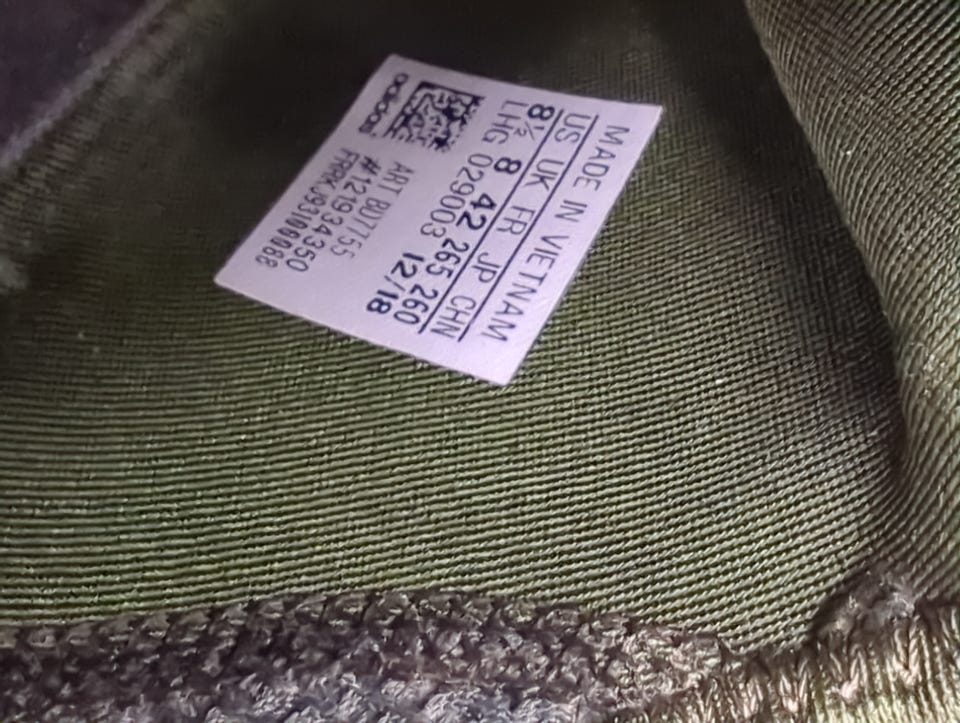 MADE IN VIETNAM
US UK FR JP CHN
8½ 8 42 265 260
LHG 029003 12/18
adidas
ART BD7755
#121934350